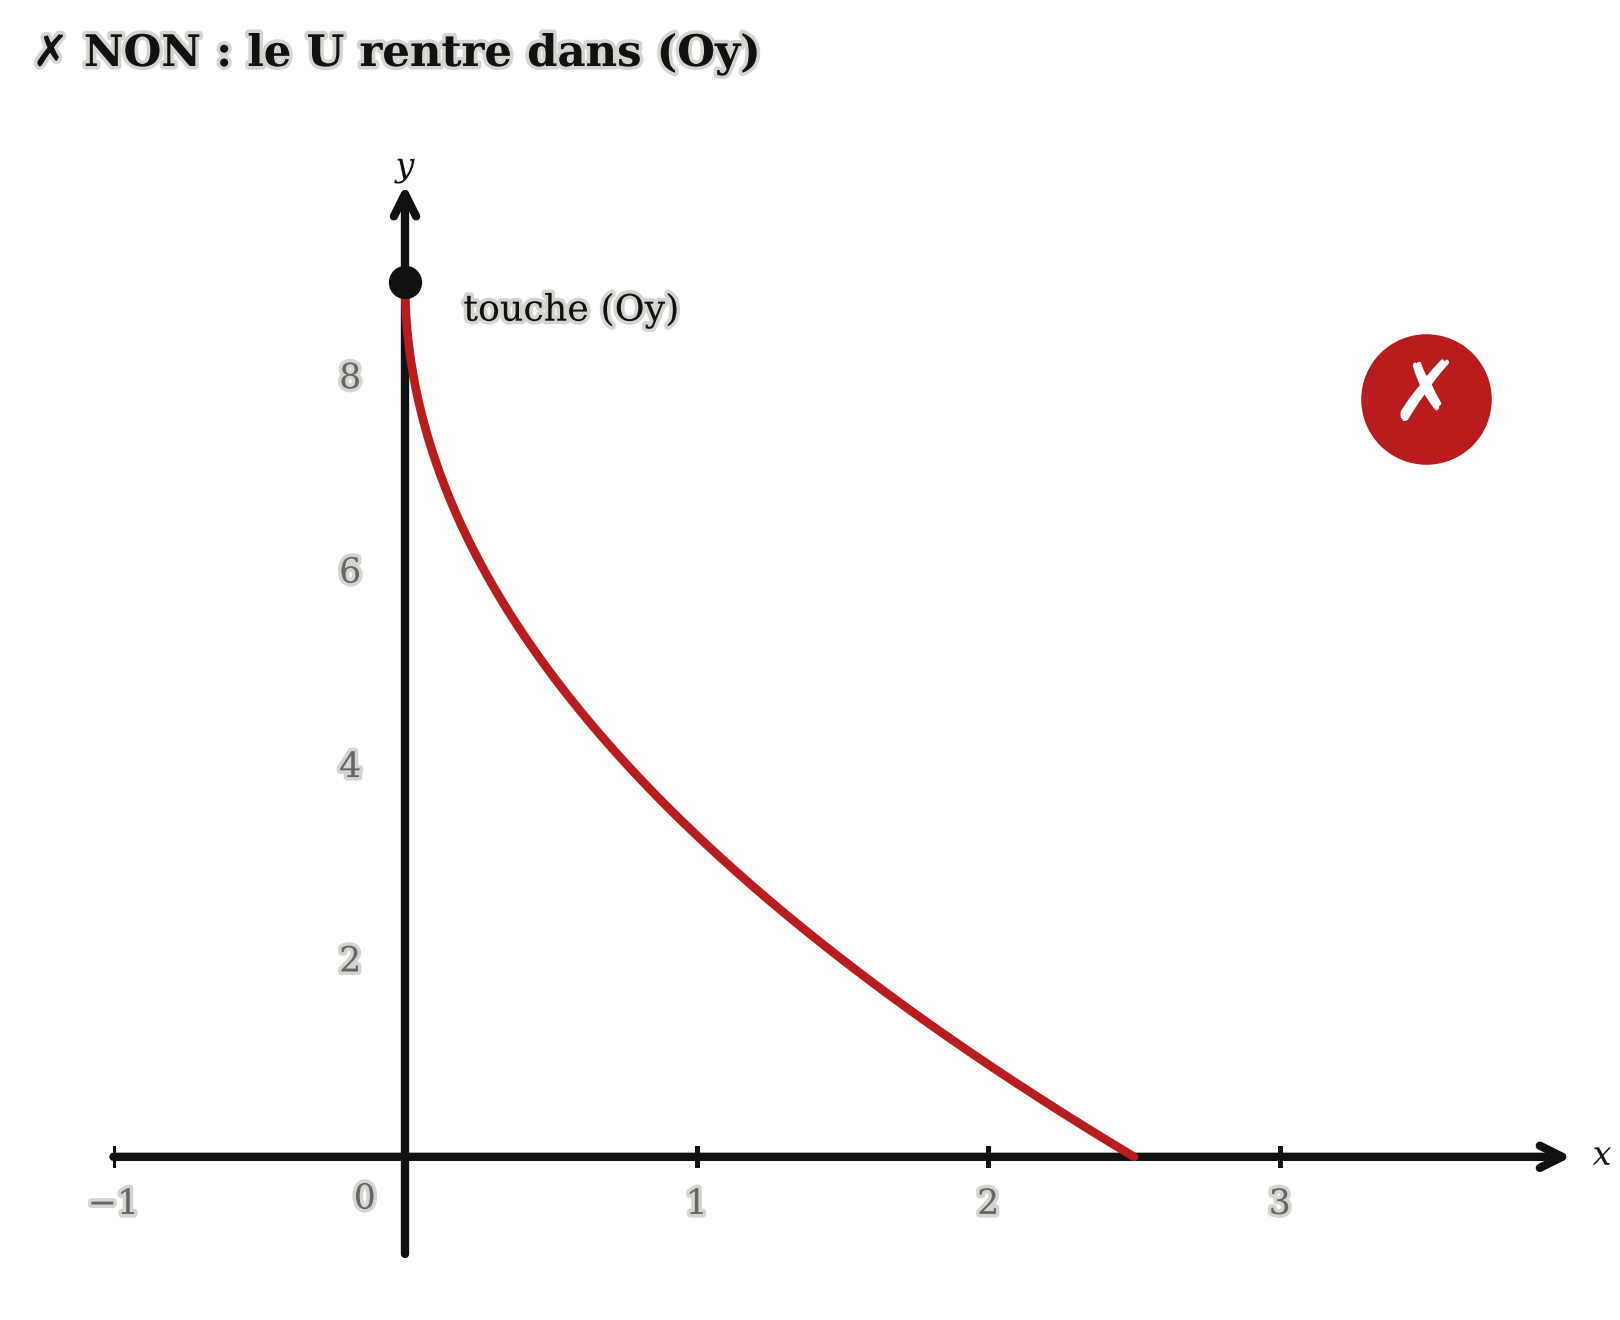 ✗ NON : le U rentre dans (Oy)
y
touche (Oy)
8
✗
6
4
2
x
−1
0
1
2
3